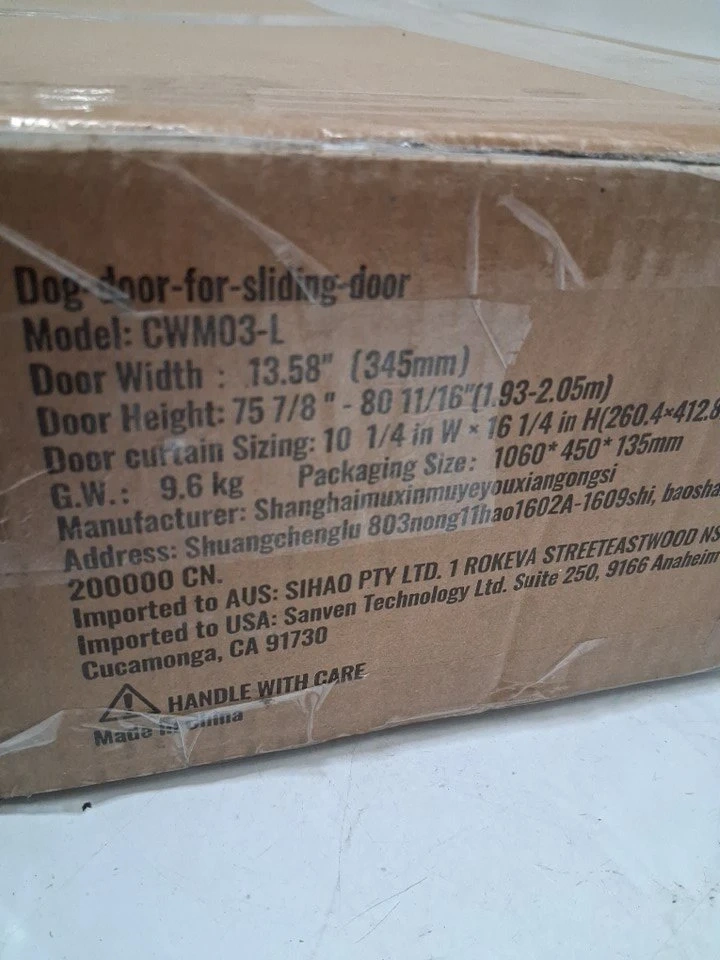 Dog-door-for-sliding-door
Model: CWM03-L
Door Width : 13.58" (345mm)
Door Height: 75 7/8 " - 80 11/16"(1.93-2.05m)
Door curtain Sizing: 10 1/4 in W × 16 1/4 in H(260.4×412.8
G.W.: 9.6 kg Packaging Size: 1060*450*135mm
Manufacturer: Shanghaimuxinmuyeyouxiangongsi
Address: Shuangchenglu 803nong11hao1602A-1609shi, baosha
200000 CN.
Imported to AUS: SIHAO PTY LTD. 1 ROKEVA STREETEASTWOOD NS
Imported to USA: Sanven Technology Ltd. Suite 250, 9166 Anaheim
Cucamonga, CA 91730
HANDLE WITH CARE
Made in China